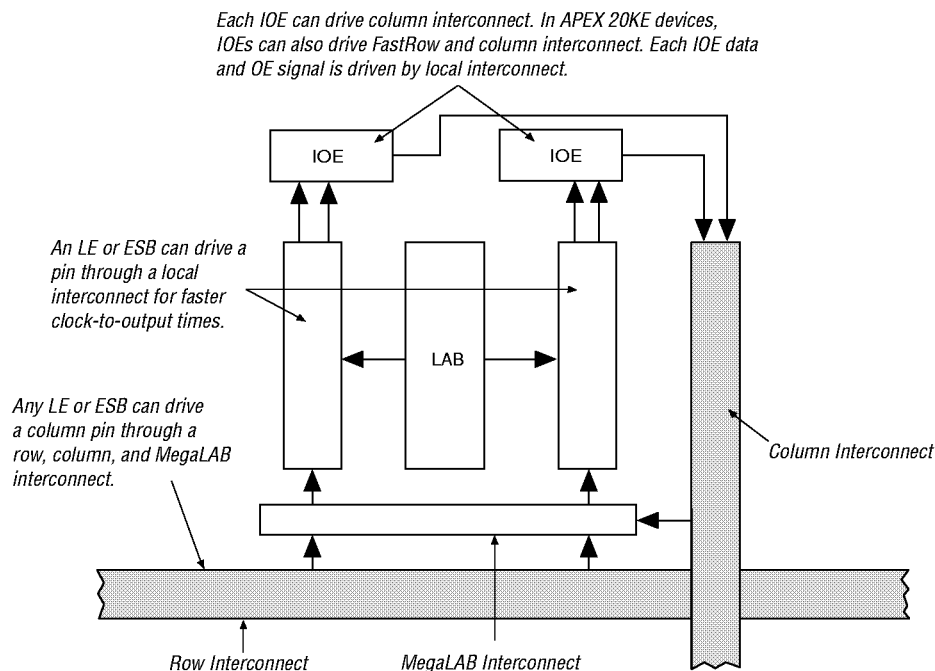 Each IOE can drive column interconnect. In APEX 20KE devices,
IOEs can also drive FastRow and column interconnect. Each IOE data
and OE signal is driven by local interconnect.
IOE
IOE
An LE or ESB can drive a
pin through a local
interconnect for faster
clock-to-output times.
LAB
Any LE or ESB can drive
a column pin through a
row, column, and MegaLAB
interconnect.
Column Interconnect
Row Interconnect
MegaLAB Interconnect